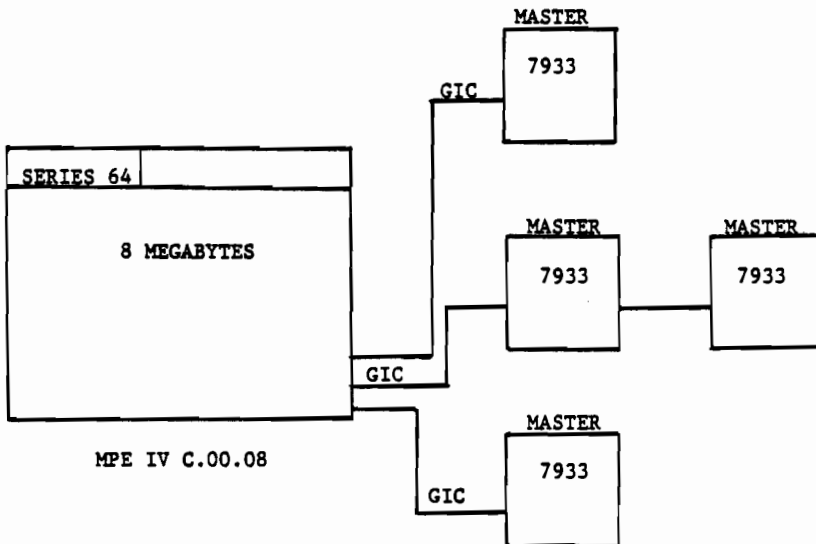 MASTER
7933
GIC
SERIES 64
8 MEGABYTES
MASTER
7933
MASTER
7933
GIC
MPE IV C.00.08
MASTER
7933
GIC